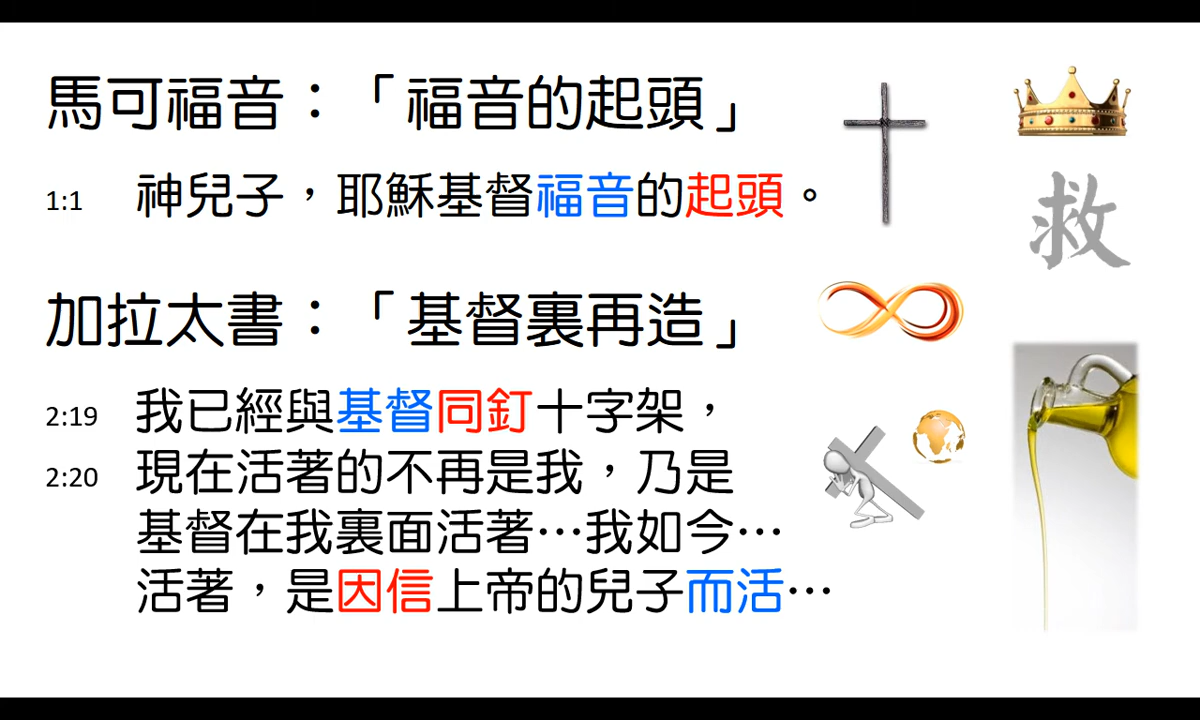 馬可福音：「福音的起頭」
1:1 神兒子，耶穌基督福音的起頭。
救
加拉太書：「基督裏再造」
2:19 我已經與基督同釘十字架，
2:20 現在活著的不再是我，乃是
基督在我裏面活著…我如今…
活著，是因信上帝的兒子而活…